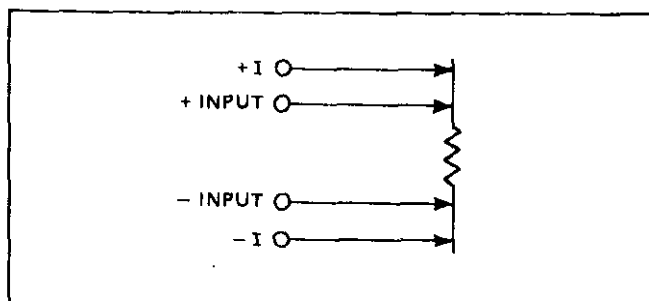 + I
+ INPUT
- INPUT
- I